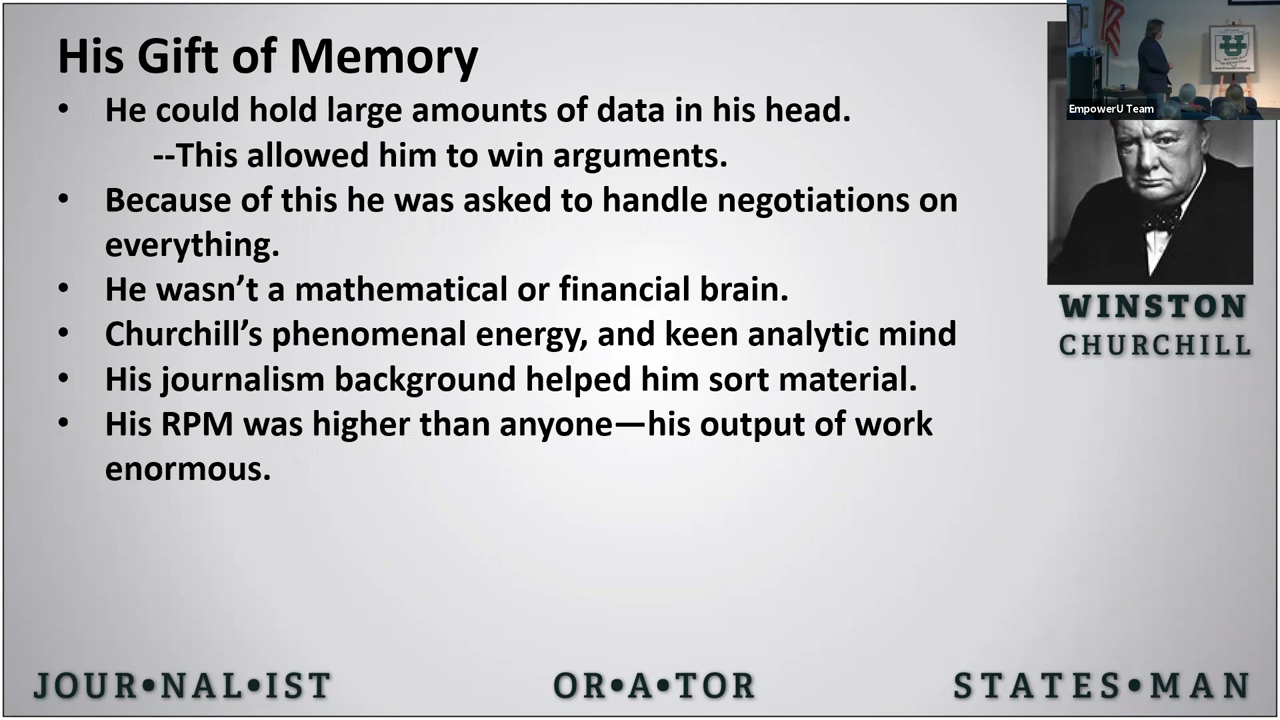 His Gift of Memory
• He could hold large amounts of data in his head.
--This allowed him to win arguments.
• Because of this he was asked to handle negotiations on
everything.
• He wasn’t a mathematical or financial brain.
• Churchill’s phenomenal energy, and keen analytic mind
• His journalism background helped him sort material.
• His RPM was higher than anyone—his output of work
enormous.
EmpowerU Team
WINSTON
CHURCHILL
JOUR•NAL•IST
OR•A•TOR
STATES•MAN